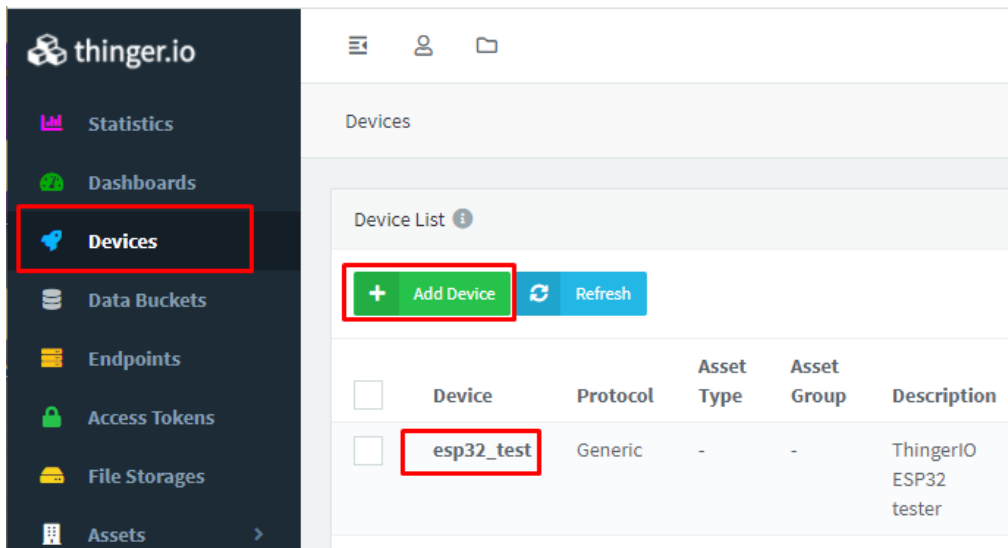 thinger.io
Statistics
Dashboards
Devices
Data Buckets
Endpoints
Access Tokens
File Storages
Assets
Devices
Device List
Add Device
Refresh
Device Protocol Asset Type Asset Group Description
esp32_test Generic - - ThingerIO
ESP32
tester